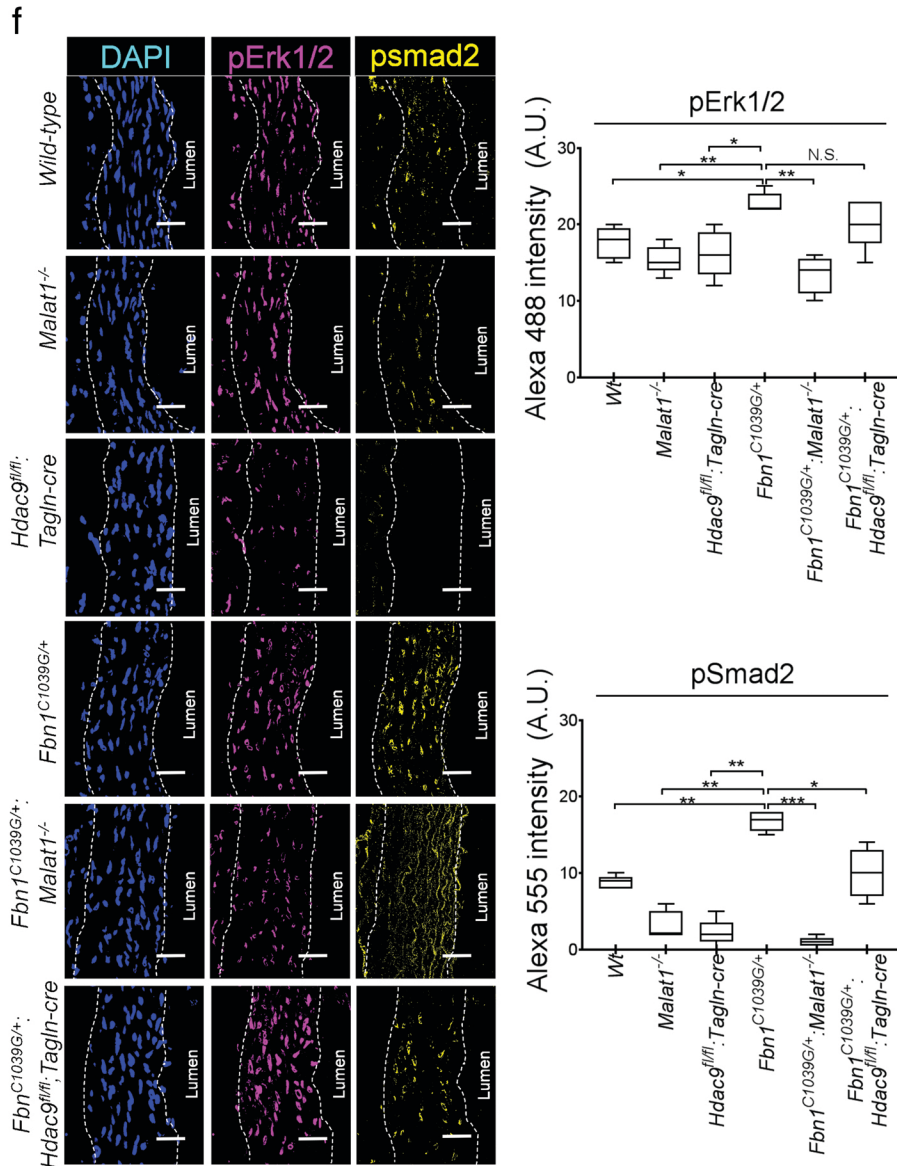 f
DAPI
pErk1/2
psmad2
Wild-type
Lumen
Lumen
Lumen
Malat1-/-
Lumen
Lumen
Lumen
Hdac9fl/fl:
Tagln-cre
Lumen
Lumen
Lumen
Fbn1C1039G/+
Lumen
Lumen
Lumen
Fbn1C1039G/+:
Malat1-/-
Lumen
Lumen
Lumen
FbnC1039G/+:
Hdac9fl/fl;Tagln-cre
Lumen
Lumen
Lumen
pErk1/2
Alexa 488 intensity (A.U.)
30
20
10
0
*
**
*
**
N.S.
Wt
Malat1-/-
Hdac9fl/fl:Tagln-cre
Fbn1C1039G/+
Fbn1C1039G/+:Malat1-/-
Fbn1C1039G/+:
Hdac9fl/fl:Tagln-cre
pSmad2
Alexa 555 intensity (A.U.)
30
20
10
0
**
**
**
***
*
Wt
Malat1-/-
Hdac9fl/fl:Tagln-cre
Fbn1C1039G/+
Fbn1C1039G/+:Malat1-/-
Fbn1C1039G/+:
Hdac9fl/fl:Tagln-cre